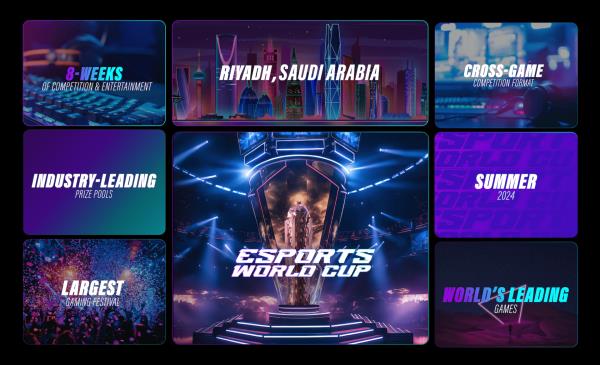 8-WEEKS
OF COMPETITION & ENTERTAINMENT
RIYADH, SAUDI ARABIA
CROSS-GAME
COMPETITION FORMAT
INDUSTRY-LEADING
PRIZE POOLS
ESPORTS
WORLD CUP
SUMMER
2024
LARGEST
GAMING FESTIVAL
WORLD'S LEADING
GAMES